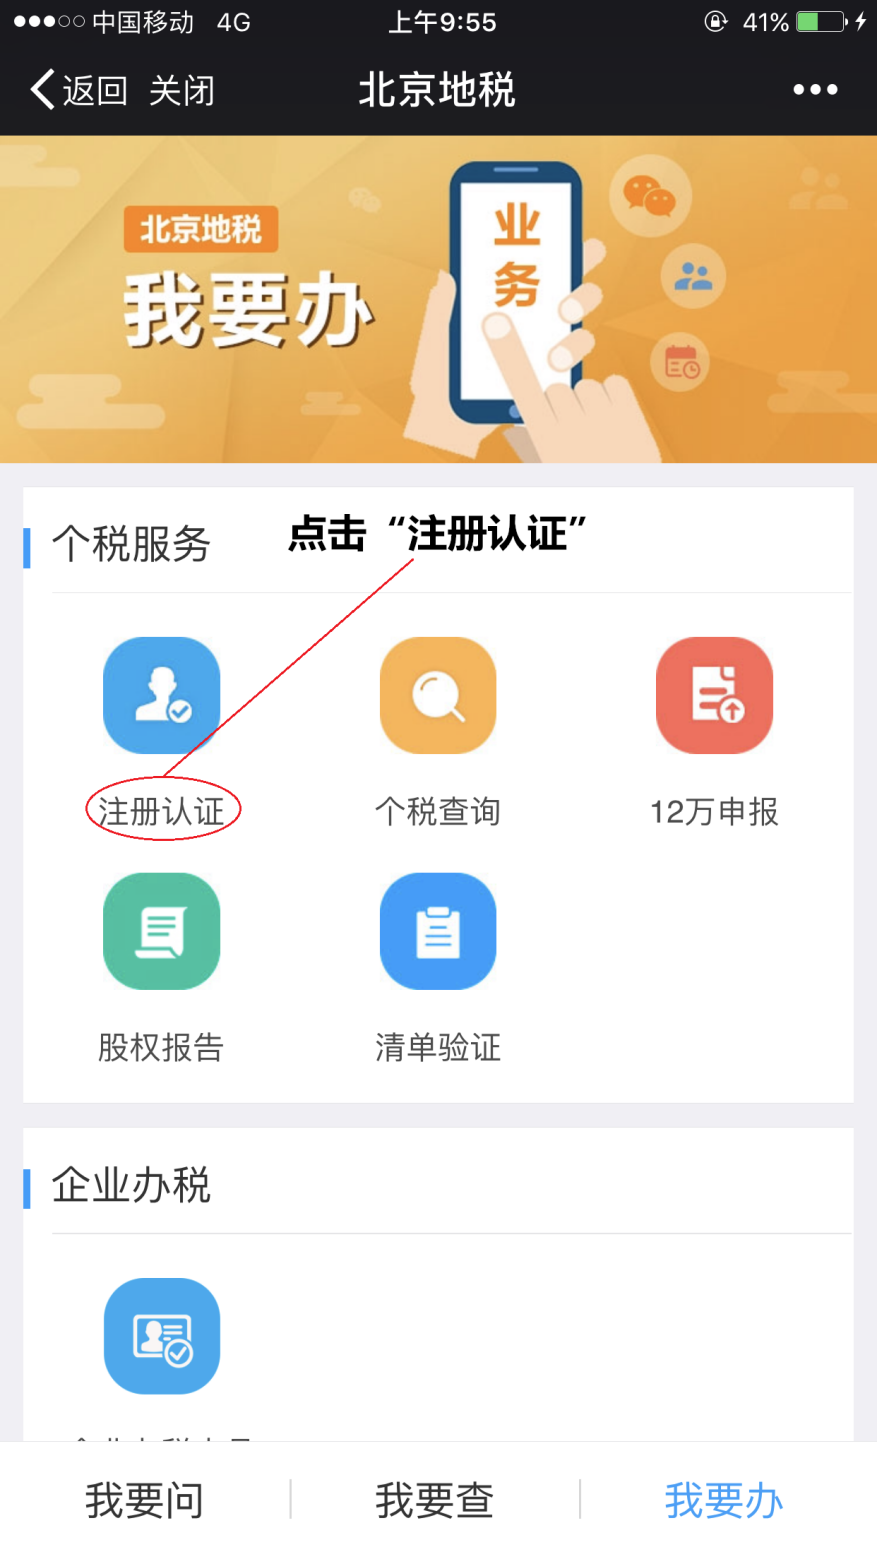 中国移动 4G 上午9:55 41%
返回 关闭 北京地税
北京地税
我要办
业
务
个税服务
点击“注册认证”
注册认证 个税查询 12万申报
股权报告 清单验证
企业办税
我要问 我要查 我要办